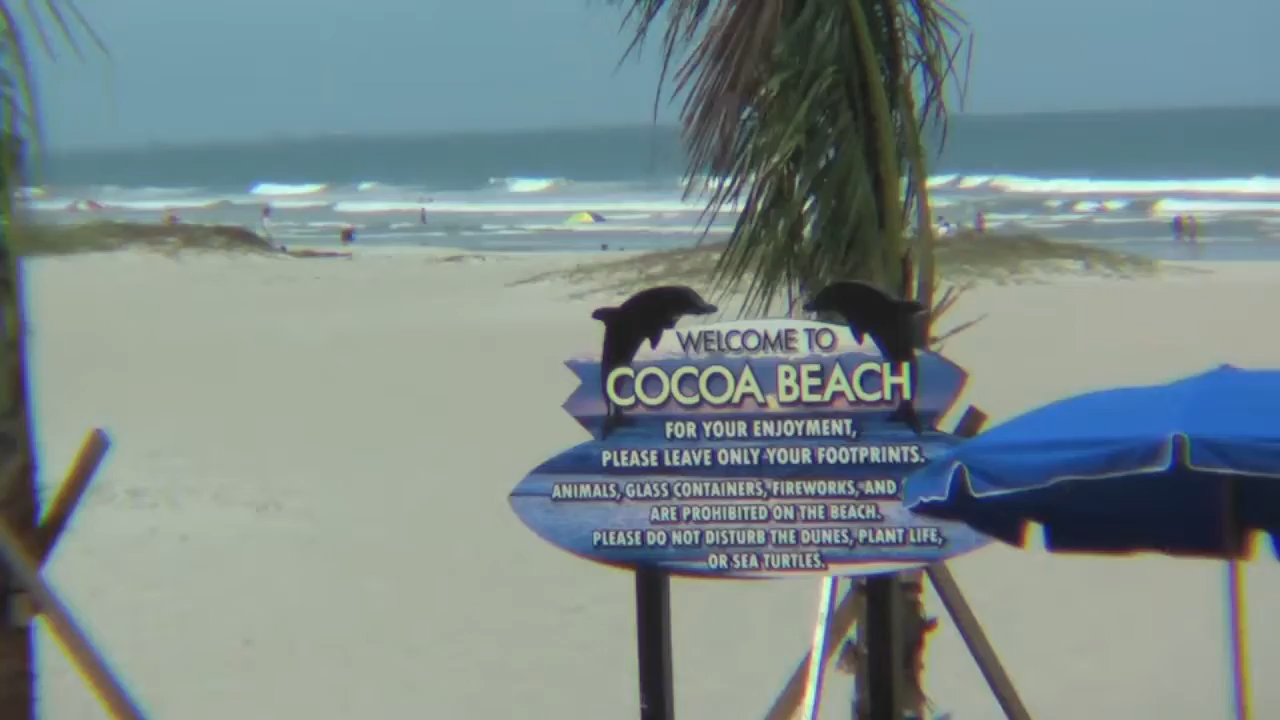 WELCOME TO
COCOA BEACH
FOR YOUR ENJOYMENT,
PLEASE LEAVE ONLY YOUR FOOTPRINTS.
ANIMALS, GLASS CONTAINERS, FIREWORKS, AND
ARE PROHIBITED ON THE BEACH.
PLEASE DO NOT DISTURB THE DUNES, PLANT LIFE,
OR SEA TURTLES.